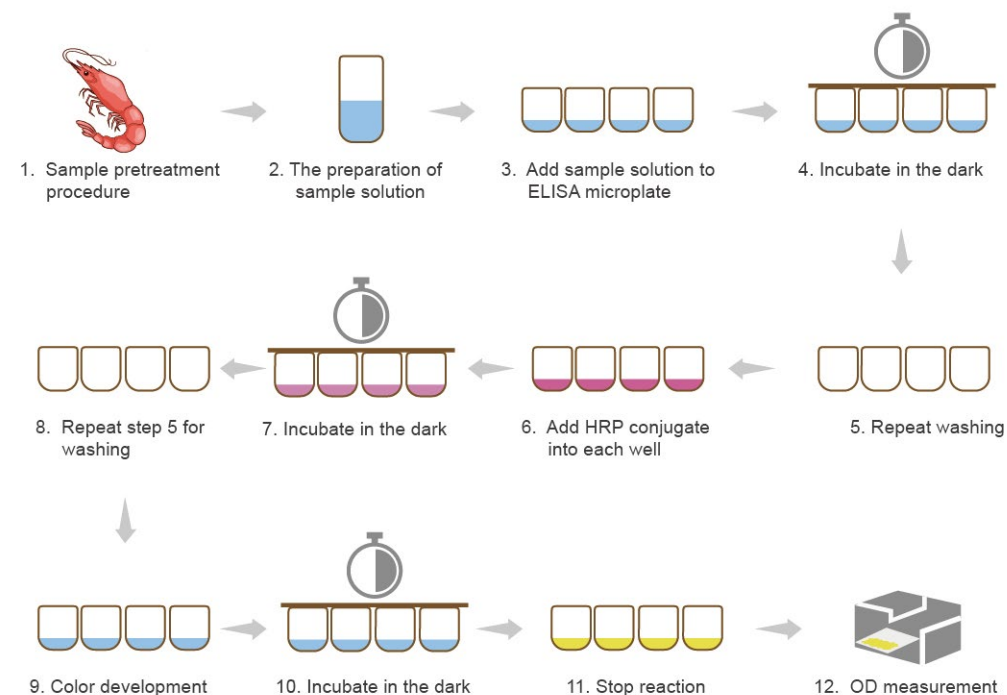 1. Sample pretreatment
procedure
2. The preparation of
sample solution
3. Add sample solution to
ELISA microplate
4. Incubate in the dark
5. Repeat washing
6. Add HRP conjugate
into each well
7. Incubate in the dark
8. Repeat step 5 for
washing
9. Color development
10. Incubate in the dark
11. Stop reaction
12. OD measurement